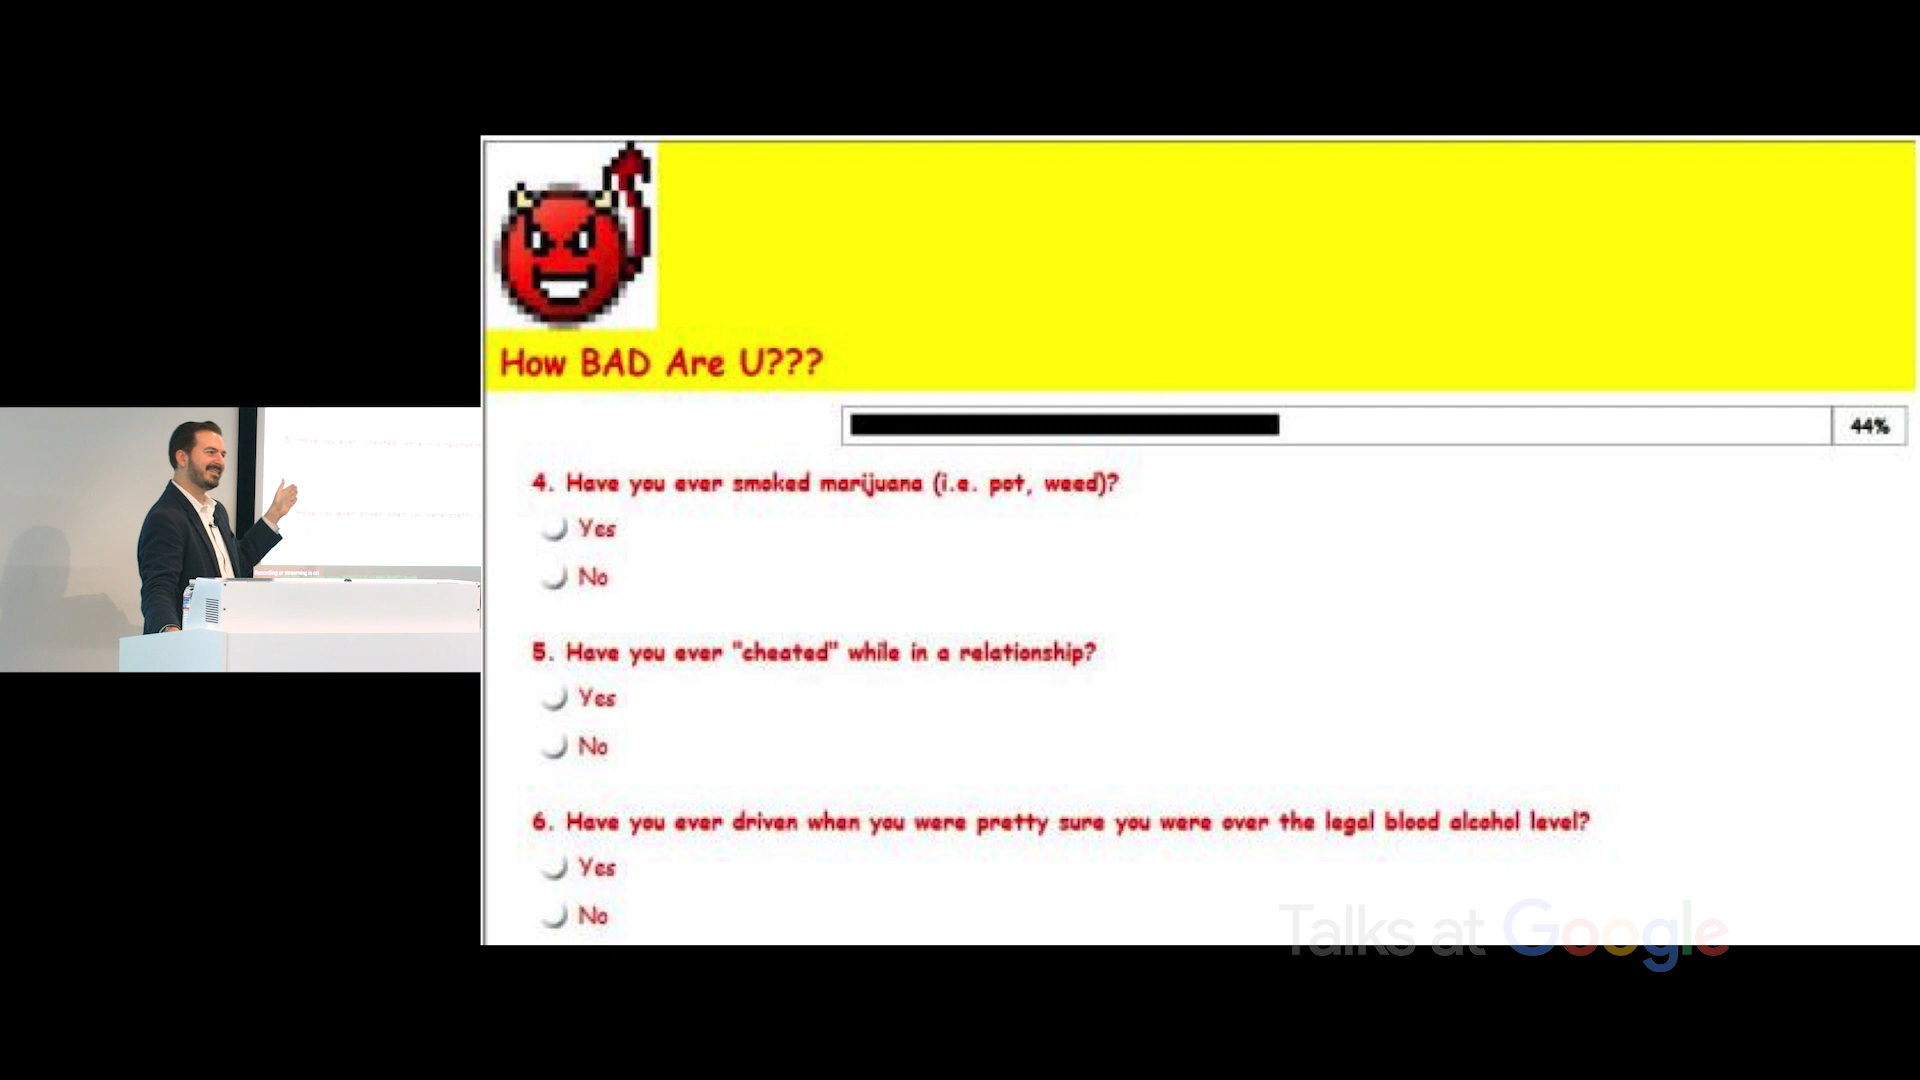 How BAD Are U???
44%
4. Have you ever smoked marijuana (i.e. pot, weed)?
Yes
No
5. Have you ever "cheated" while in a relationship?
Yes
No
6. Have you ever driven when you were pretty sure you were over the legal blood alcohol level?
Yes
No
Talks at Google